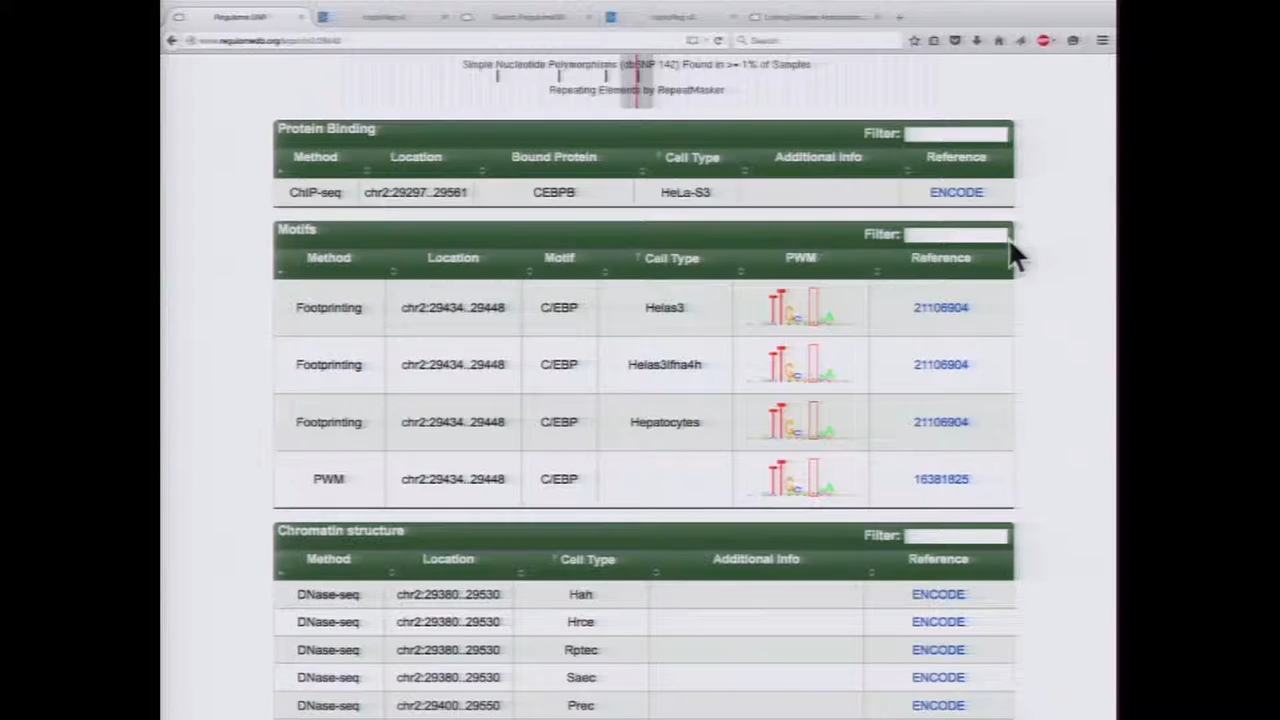 Regulome SNP
Search RegulomeDB
Search
Single Nucleotide Polymorphisms (dbSNP 142) Found in >= 1% of Samples
Repeating Elements by RepeatMasker
Protein Binding Filter:
Method Location Bound Protein Cell Type Additional Info Reference
ChIP-seq chr2:29297..29561 CEBPB HeLa-S3 ENCODE
Motifs Filter:
Method Location Motif Cell Type PWM Reference
Footprinting chr2:29434..29448 C/EBP Helas3 21106904
Footprinting chr2:29434..29448 C/EBP Helas3Ifna4h 21106904
Footprinting chr2:29434..29448 C/EBP Hepatocytes 21106904
PWM chr2:29434..29448 C/EBP 16381825
Chromatin structure Filter:
Method Location Cell Type Additional Info Reference
DNase-seq chr2:29380..29530 Hah ENCODE
DNase-seq chr2:29380..29530 Hrce ENCODE
DNase-seq chr2:29380..29530 Rptec ENCODE
DNase-seq chr2:29380..29530 Saec ENCODE
DNase-seq chr2:29400..29550 Prec ENCODE